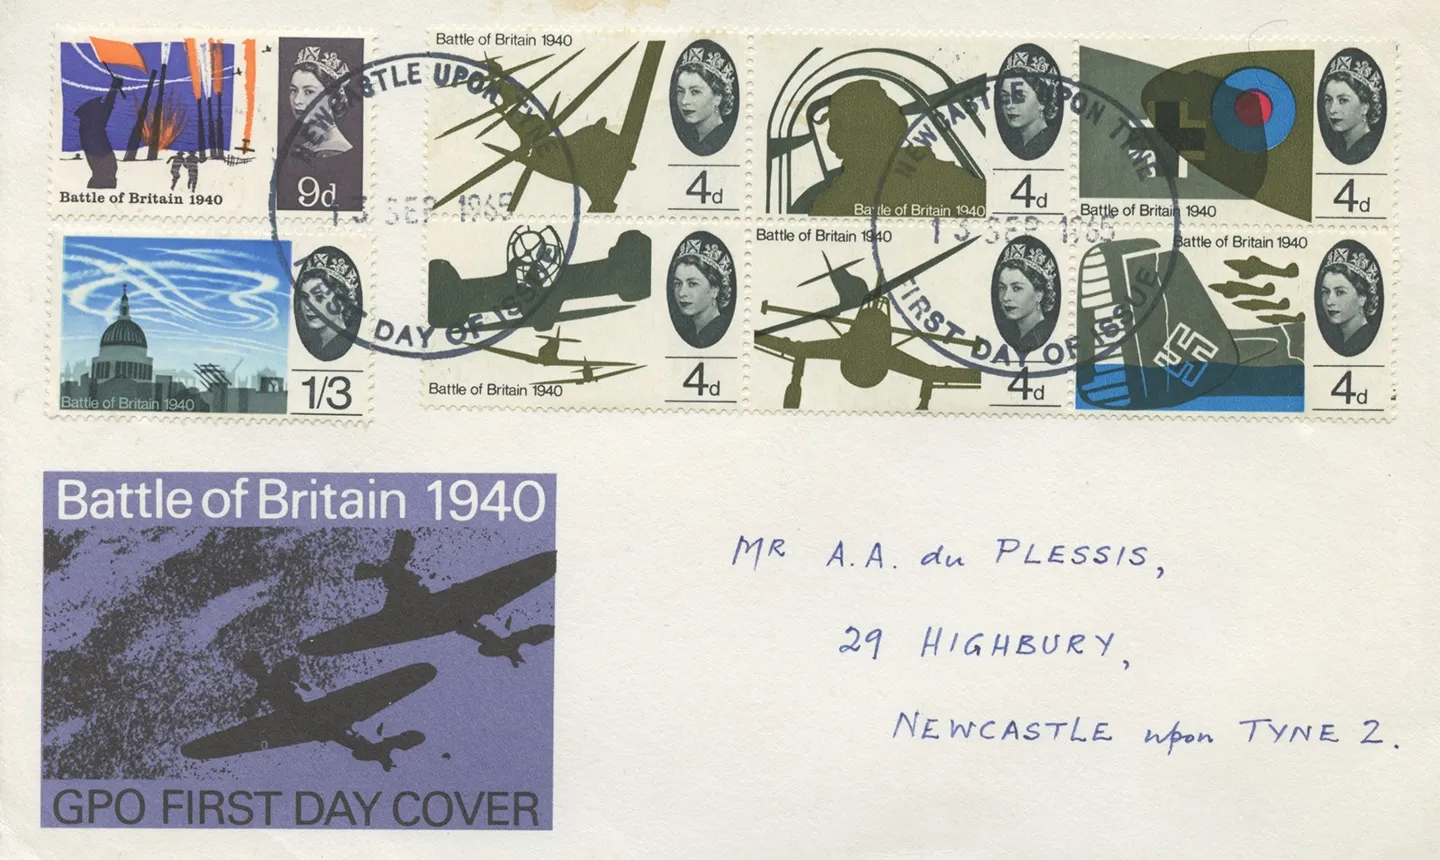 Battle of Britain 1940
9d
Battle of Britain 1940
1/3
Battle of Britain 1940
4d
Battle of Britain 1940
4d
Battle of Britain 1940
4d
Battle of Britain 1940
4d
Battle of Britain 1940
4d
Battle of Britain 1940
4d
NEWCASTLE UPON TYNE
13 SEP 1965
FIRST DAY OF ISSUE
NEWCASTLE UPON TYNE
13 SEP 1965
FIRST DAY OF ISSUE
Battle of Britain 1940
GPO FIRST DAY COVER
MR A.A. du PLESSIS,
29 HIGHBURY,
NEWCASTLE upon TYNE 2.